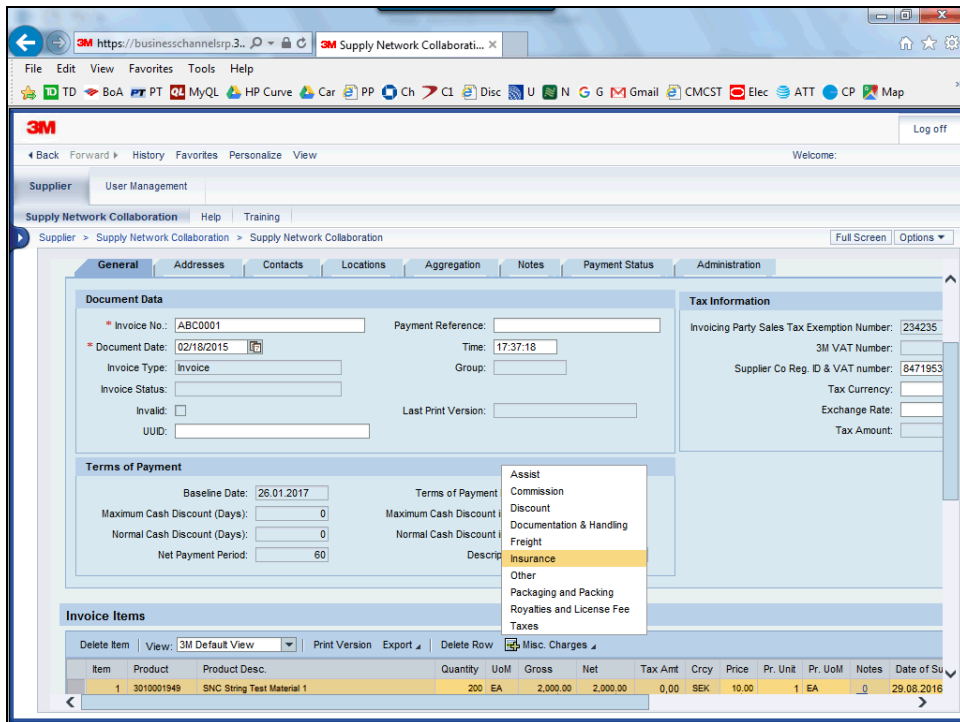 3M https://businesschannelsrp.3.. 3M Supply Network Collaborati... ×
File Edit View Favorites Tools Help
TD TD BoA PT PT QL MyQL HP Curve Car PP Ch C1 Disc U N G G Gmail CMCST Elec ATT CP Map
3M Log off
Back Forward History Favorites Personalize View Welcome:
Supplier User Management
Supply Network Collaboration Help Training
Supplier > Supply Network Collaboration > Supply Network Collaboration Full Screen Options
General Addresses Contacts Locations Aggregation Notes Payment Status Administration
Document Data Tax Information
* Invoice No.: ABC0001 Payment Reference: Invoicing Party Sales Tax Exemption Number: 234235
* Document Date: 02/18/2015 Time: 17:37:18 3M VAT Number:
Invoice Type: Invoice Group: Supplier Co Reg. ID & VAT number: 8471953
Invoice Status: Tax Currency:
Invalid: Last Print Version: Exchange Rate:
UUID: Tax Amount:
Terms of Payment
Baseline Date: 26.01.2017 Terms of Payment
Maximum Cash Discount (Days): 0 Maximum Cash Discount i
Normal Cash Discount (Days): 0 Normal Cash Discount i
Net Payment Period: 60 Descrip
Assist
Commission
Discount
Documentation & Handling
Freight
Insurance
Other
Packaging and Packing
Royalties and License Fee
Taxes
Invoice Items
Delete Item View: 3M Default View Print Version Export Delete Row Misc. Charges
Item Product Product Desc. Quantity UoM Gross Net Tax Amt Crcy Price Pr. Unit Pr. UoM Notes Date of Su
1 3010001949 SNC String Test Material 1 200 EA 2,000.00 2,000.00 0,00 SEK 10.00 1 EA 0 29.08.2016